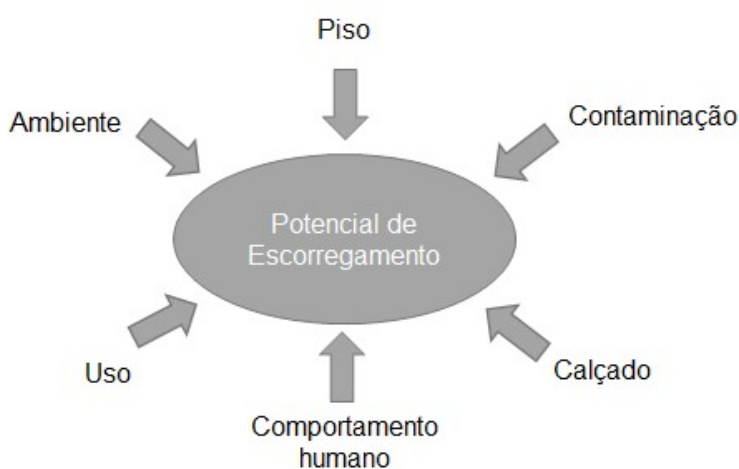 Piso
Ambiente
Contaminação
Potencial de
Escorregamento
Uso
Calçado
Comportamento
humano